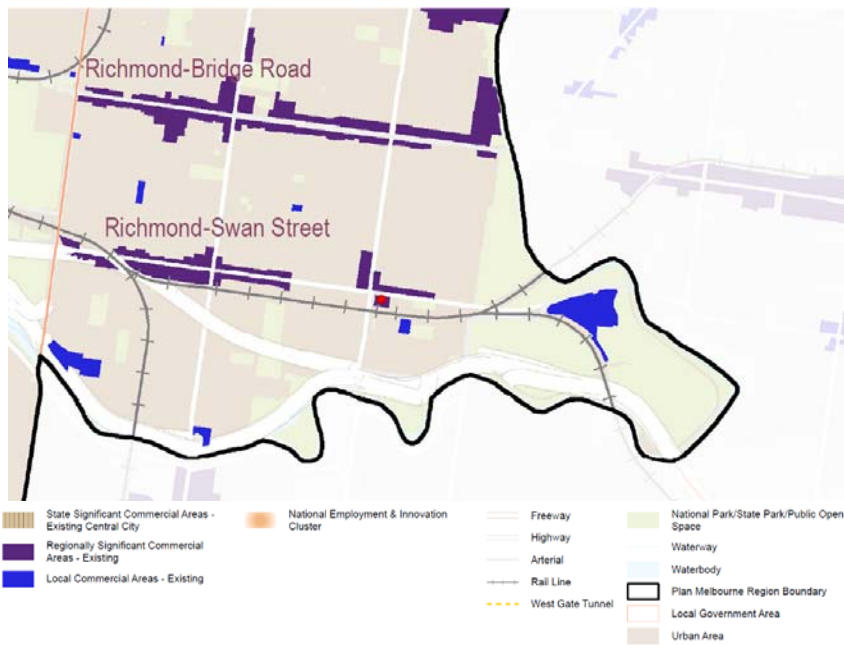 Richmond-Bridge Road
Richmond-Swan Street
State Significant Commercial Areas -
Existing Central City
Regionally Significant Commercial
Areas - Existing
Local Commercial Areas - Existing
National Employment & Innovation
Cluster
Freeway
Highway
Arterial
Rail Line
West Gate Tunnel
National Park/State Park/Public Open
Space
Waterway
Waterbody
Plan Melbourne Region Boundary
Local Government Area
Urban Area